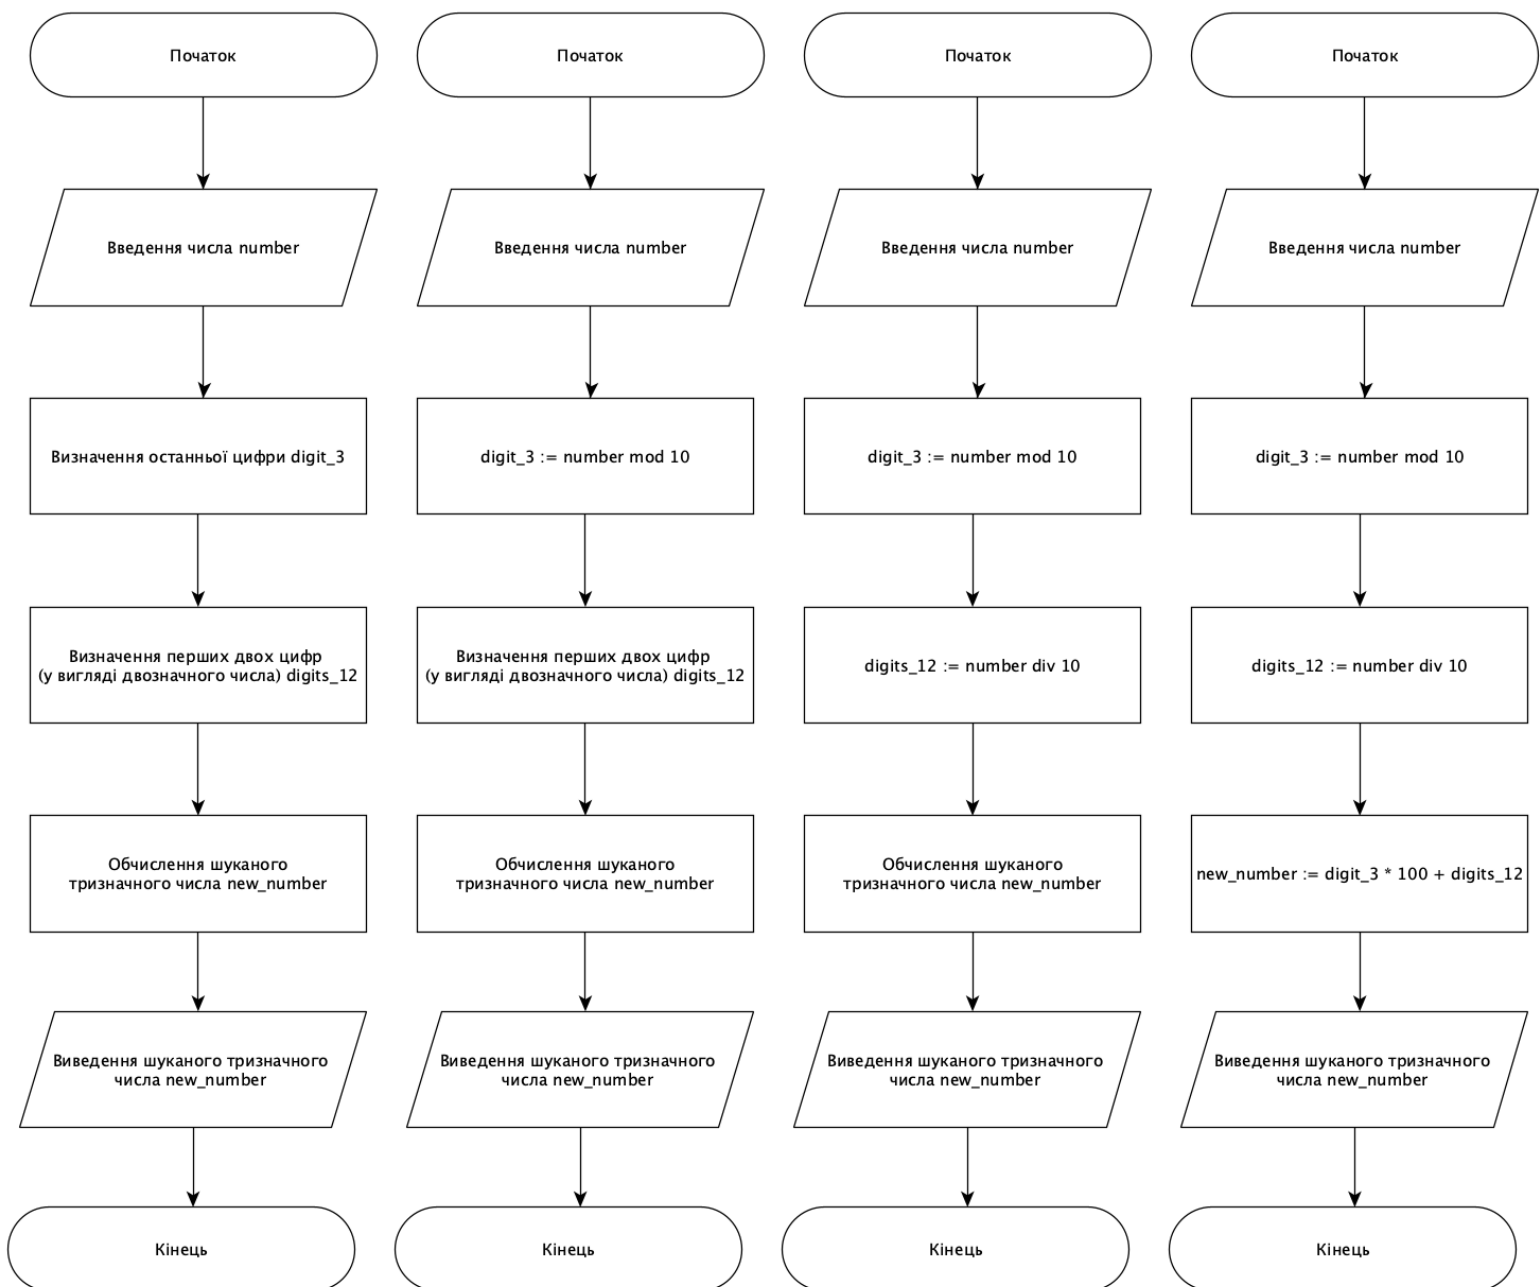 Початок
Введення числа number
Визначення останньої цифри digit_3
Визначення перших двох цифр
(у вигляді двозначного числа) digits_12
Обчислення шуканого
тризначного числа new_number
Виведення шуканого тризначного
числа new_number
Кінець
Початок
Введення числа number
digit_3 := number mod 10
Визначення перших двох цифр
(у вигляді двозначного числа) digits_12
Обчислення шуканого
тризначного числа new_number
Виведення шуканого тризначного
числа new_number
Кінець
Початок
Введення числа number
digit_3 := number mod 10
digits_12 := number div 10
Обчислення шуканого
тризначного числа new_number
Виведення шуканого тризначного
числа new_number
Кінець
Початок
Введення числа number
digit_3 := number mod 10
digits_12 := number div 10
new_number := digit_3 * 100 + digits_12
Виведення шуканого тризначного
числа new_number
Кінець